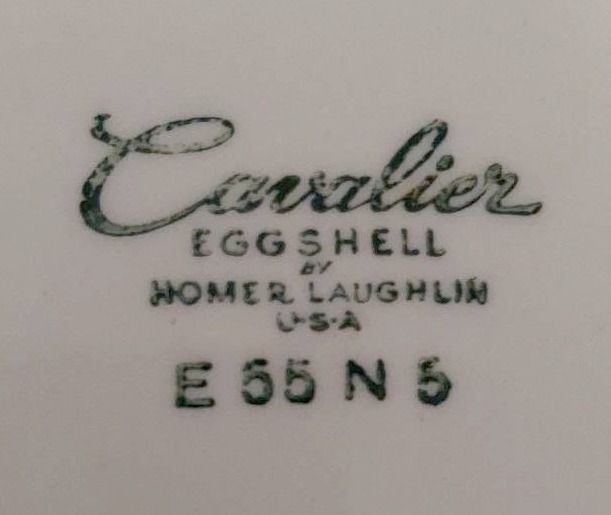 Cavalier
EGGSHELL
BY
HOMER LAUGHLIN
U•S•A
E 55 N 5